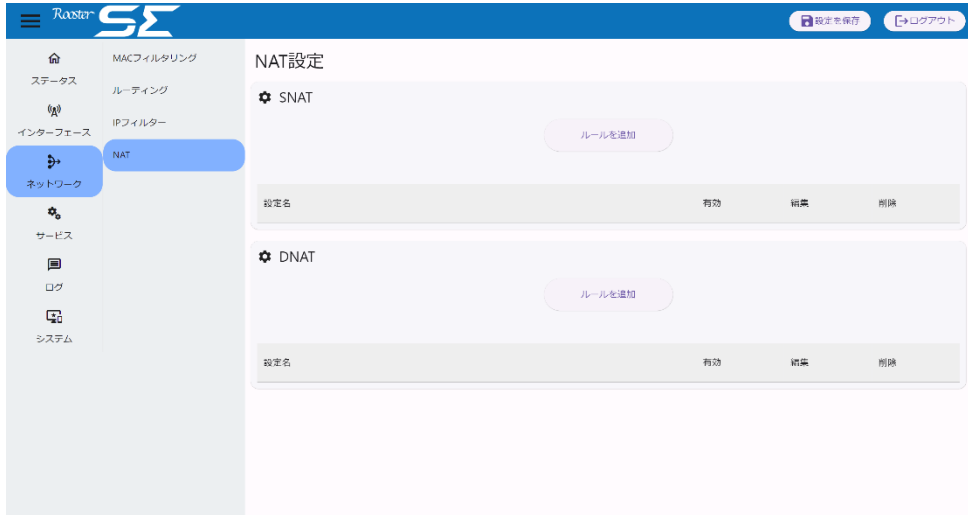 Rooster SE
設定を保存
ログアウト
ステータス
インターフェース
ネットワーク
サービス
ログ
システム
MACフィルタリング
ルーティング
IPフィルター
NAT
NAT設定
SNAT
ルールを追加
設定名 有効 編集 削除
DNAT
ルールを追加
設定名 有効 編集 削除